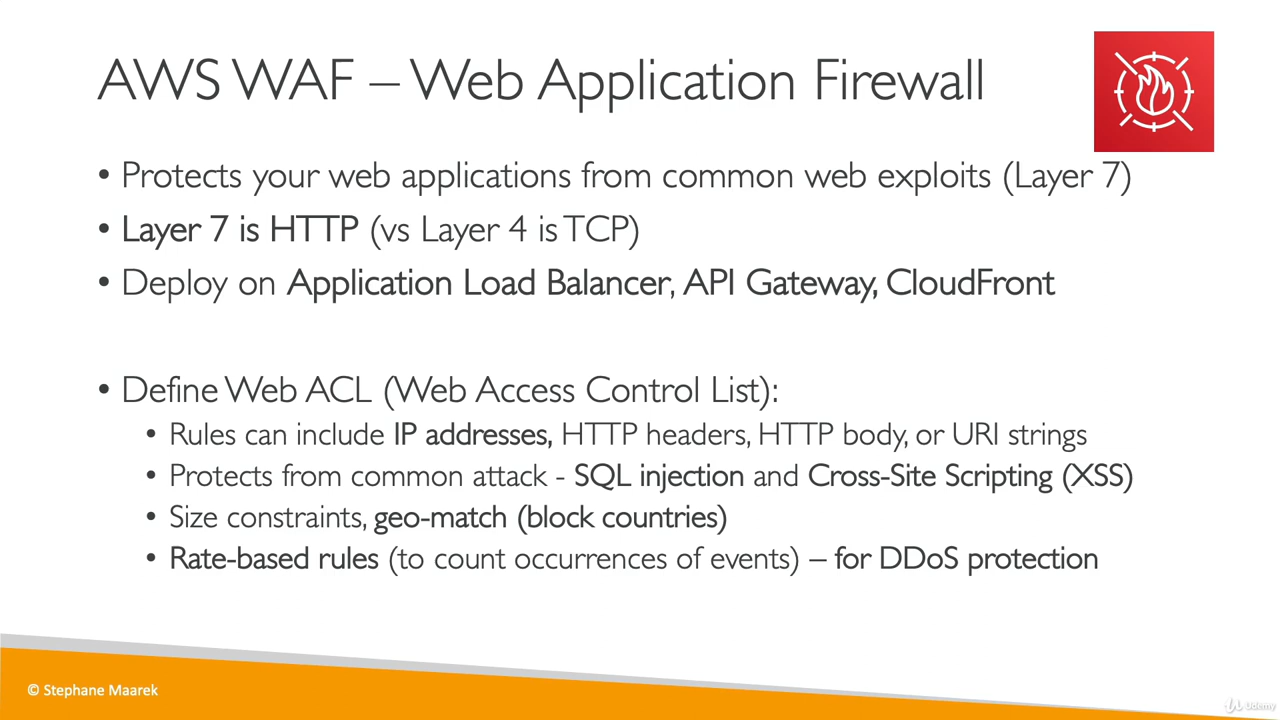 AWS WAF – Web Application Firewall
• Protects your web applications from common web exploits (Layer 7)
• Layer 7 is HTTP (vs Layer 4 is TCP)
• Deploy on Application Load Balancer, API Gateway, CloudFront
• Define Web ACL (Web Access Control List):
• Rules can include IP addresses, HTTP headers, HTTP body, or URI strings
• Protects from common attack - SQL injection and Cross-Site Scripting (XSS)
• Size constraints, geo-match (block countries)
• Rate-based rules (to count occurrences of events) – for DDoS protection
© Stephane Maarek
Udemy